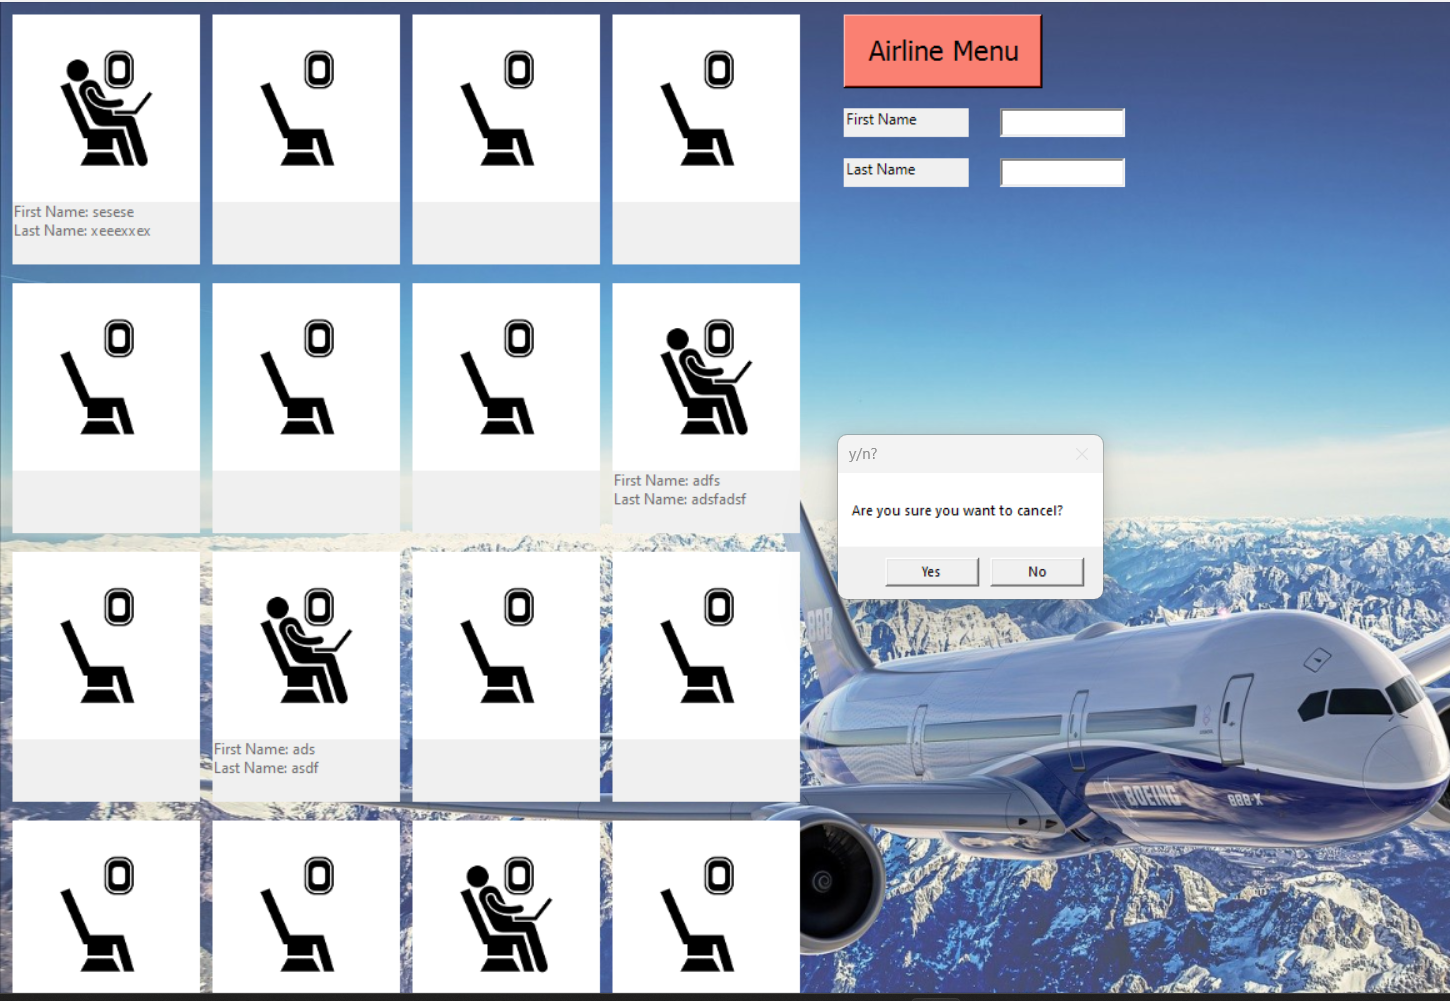 Airline Menu
First Name
Last Name
First Name: sesese
Last Name: xeeexxex
First Name: adfs
Last Name: adsfadsf
y/n?
Are you sure you want to cancel?
Yes
No
First Name: ads
Last Name: asdf
BOEING